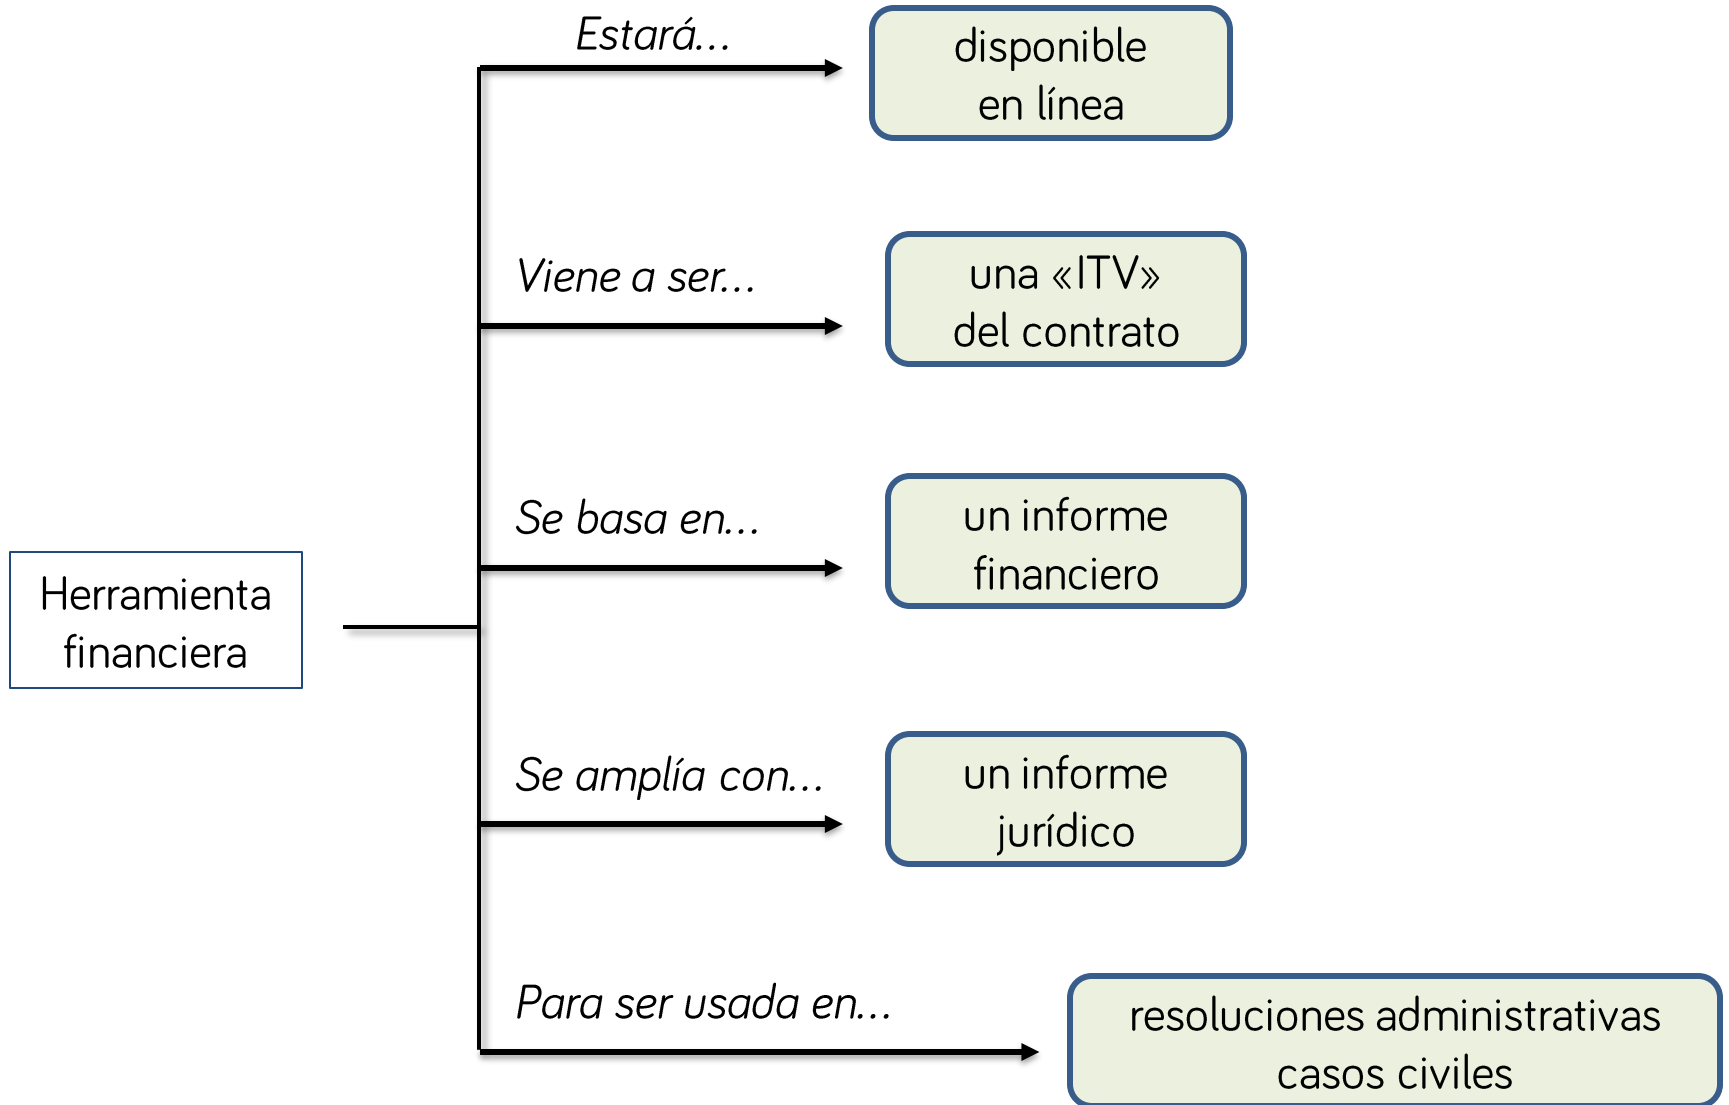 Estará...
disponible
en línea
Viene a ser...
una «ITV»
del contrato
Se basa en...
un informe
financiero
Herramienta
financiera
Se amplía con...
un informe
jurídico
Para ser usada en...
resoluciones administrativas
casos civiles